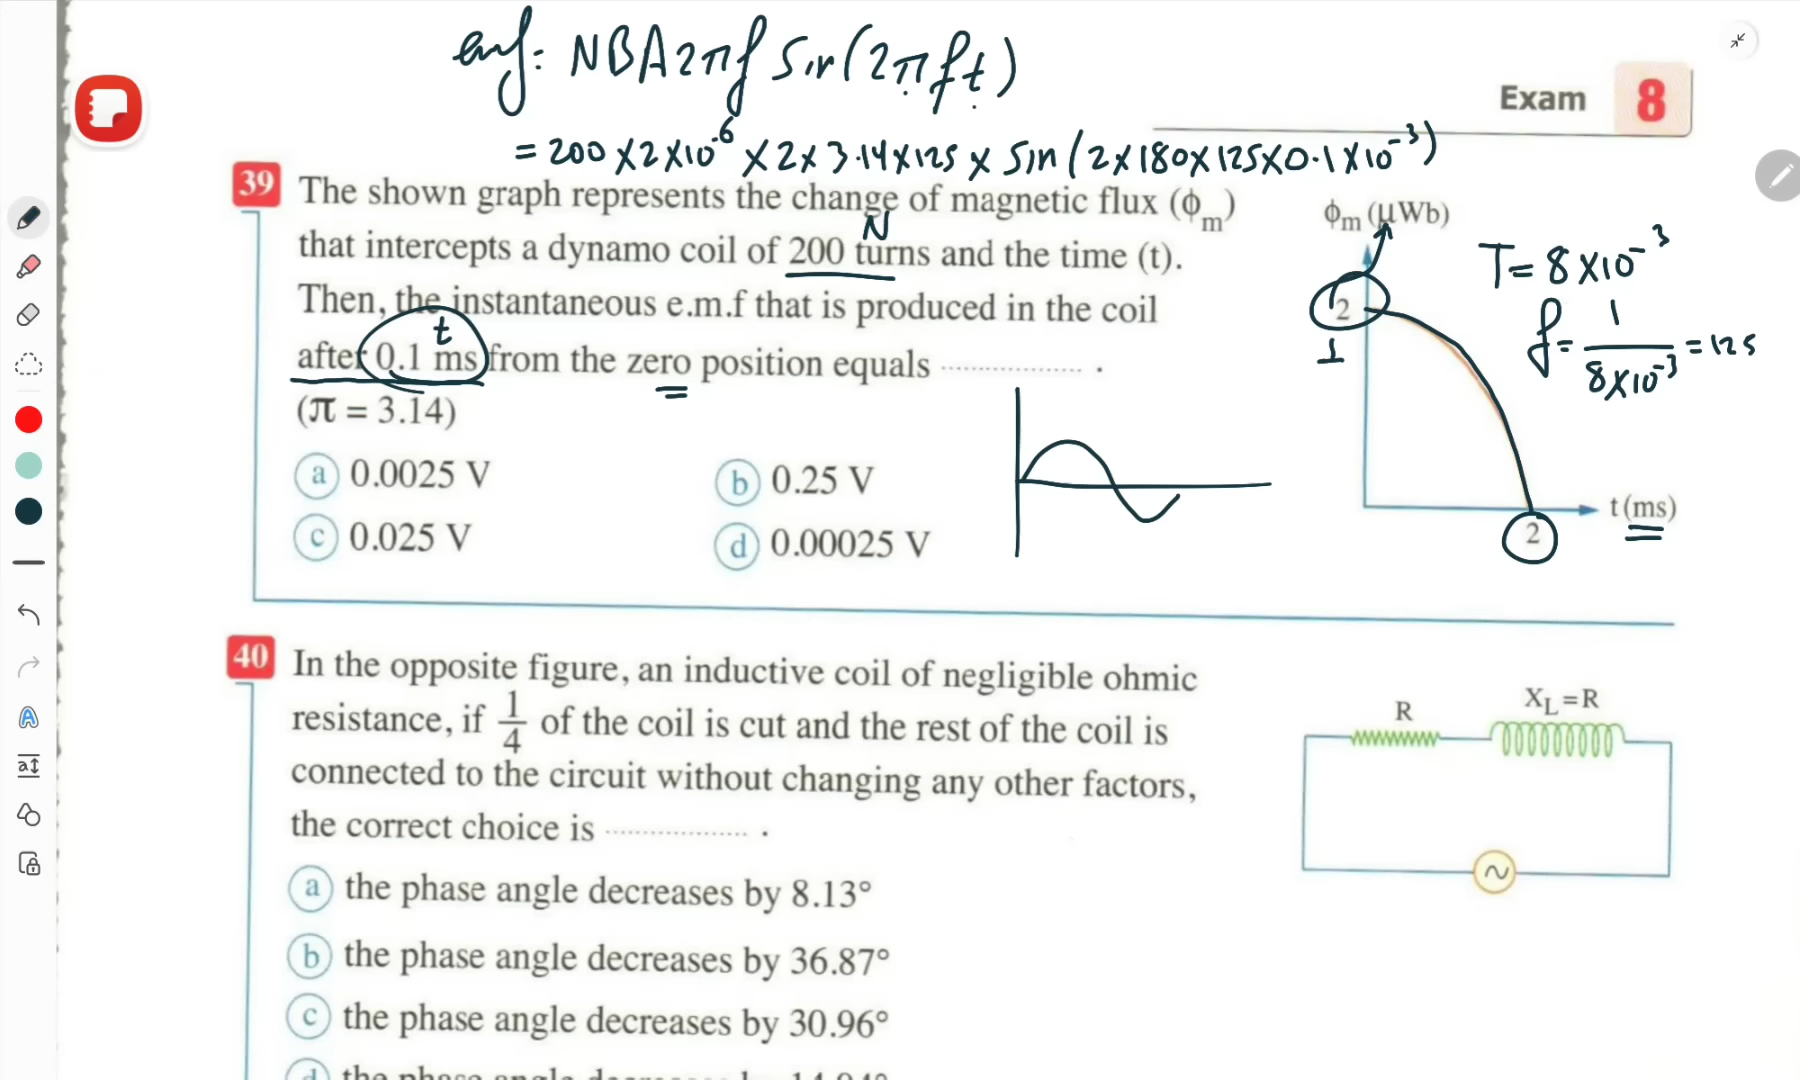 emf = NBA2πf Sin(2πft)
Exam 8
= 200 × 2 × 10⁻⁶ × 2 × 3.14 × 125 × Sin (2 × 180 × 125 × 0.1 × 10⁻³)
39 The shown graph represents the change of magnetic flux (ϕm)
N
that intercepts a dynamo coil of 200 turns and the time (t).
Then, the instantaneous e.m.f that is produced in the coil
t
after 0.1 ms from the zero position equals .................. .
(π = 3.14)
a 0.0025 V
b 0.25 V
c 0.025 V
d 0.00025 V
ϕm (μWb)
2
1
T = 8 × 10⁻³
f = 1 / 8 × 10⁻³ = 125
t (ms)
2
40 In the opposite figure, an inductive coil of negligible ohmic
resistance, if 1/4 of the coil is cut and the rest of the coil is
connected to the circuit without changing any other factors,
the correct choice is .................. .
a the phase angle decreases by 8.13°
b the phase angle decreases by 36.87°
c the phase angle decreases by 30.96°
R
XL = R